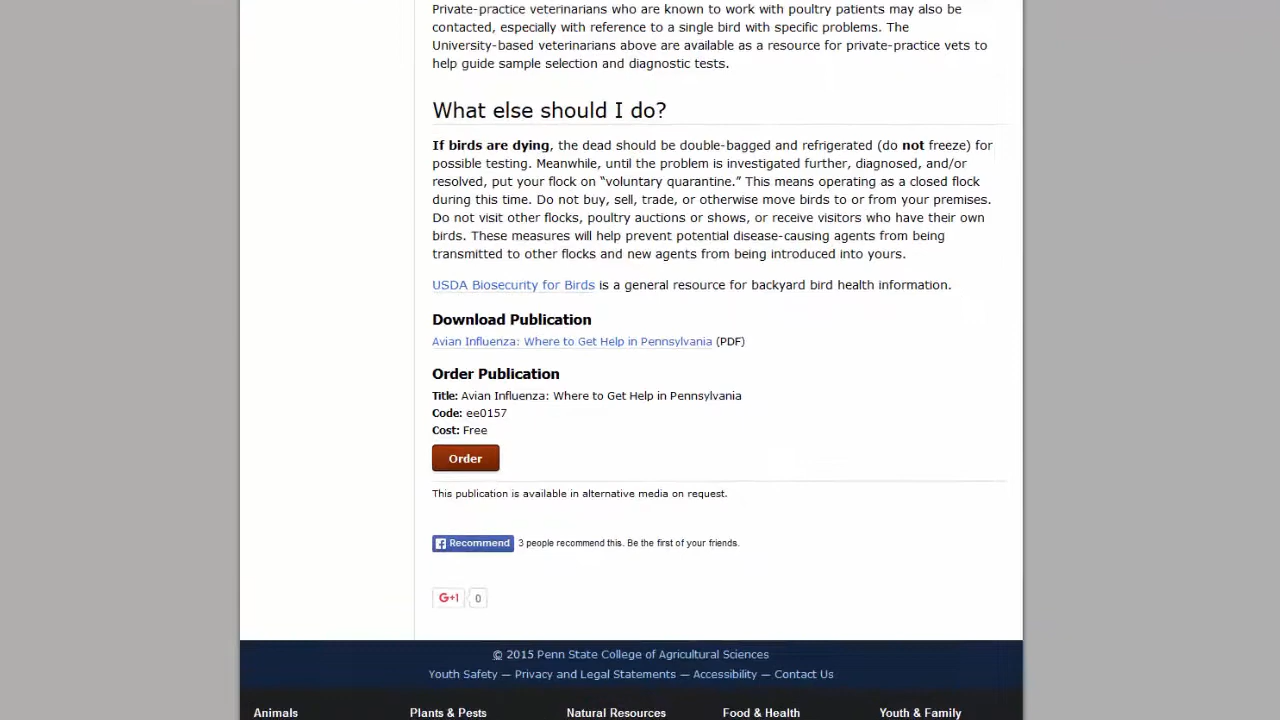 Private-practice veterinarians who are known to work with poultry patients may also be
contacted, especially with reference to a single bird with specific problems. The
University-based veterinarians above are available as a resource for private-practice vets to
help guide sample selection and diagnostic tests.
What else should I do?
If birds are dying, the dead should be double-bagged and refrigerated (do not freeze) for
possible testing. Meanwhile, until the problem is investigated further, diagnosed, and/or
resolved, put your flock on “voluntary quarantine.” This means operating as a closed flock
during this time. Do not buy, sell, trade, or otherwise move birds to or from your premises.
Do not visit other flocks, poultry auctions or shows, or receive visitors who have their own
birds. These measures will help prevent potential disease-causing agents from being
transmitted to other flocks and new agents from being introduced into yours.
USDA Biosecurity for Birds is a general resource for backyard bird health information.
Download Publication
Avian Influenza: Where to Get Help in Pennsylvania (PDF)
Order Publication
Title: Avian Influenza: Where to Get Help in Pennsylvania
Code: ee0157
Cost: Free
Order
This publication is available in alternative media on request.
Recommend 3 people recommend this. Be the first of your friends.
G+1 0
© 2015 Penn State College of Agricultural Sciences
Youth Safety — Privacy and Legal Statements — Accessibility — Contact Us
Animals Plants & Pests Natural Resources Food & Health Youth & Family